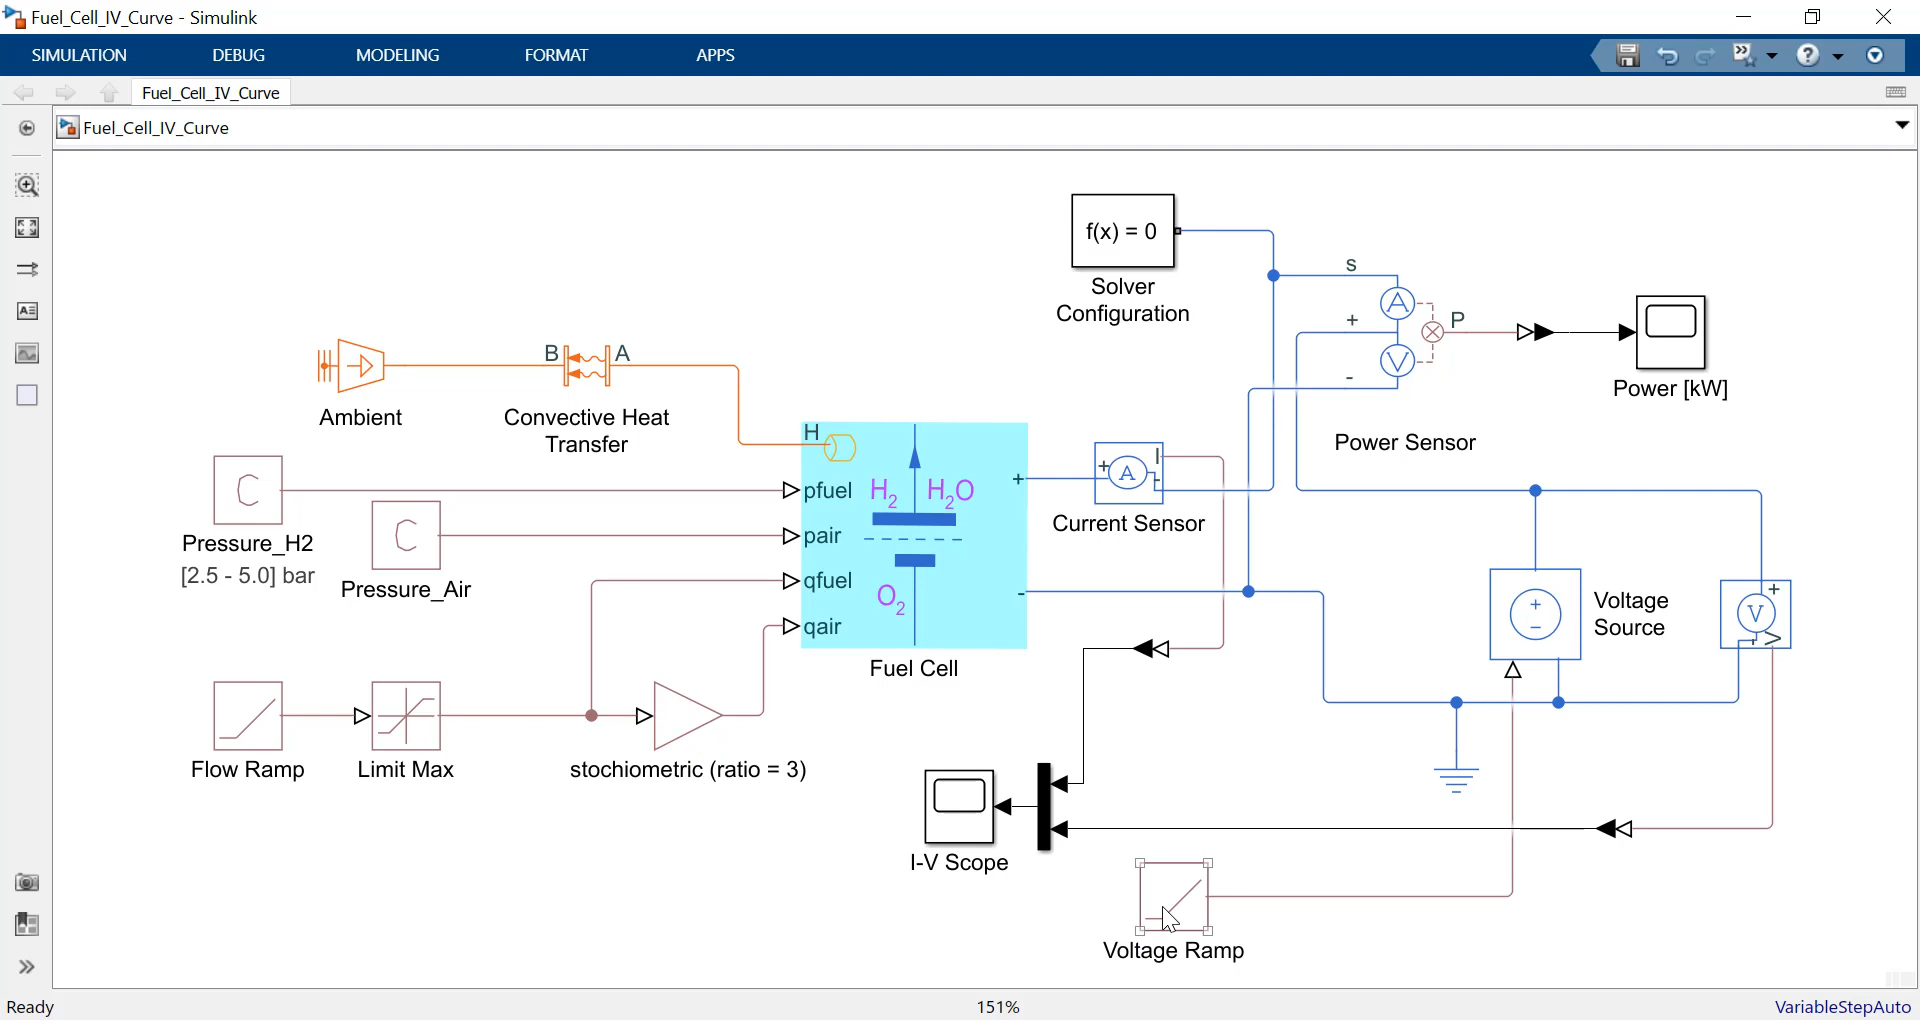 Fuel_Cell_IV_Curve - Simulink
SIMULATION
DEBUG
MODELING
FORMAT
APPS
Fuel_Cell_IV_Curve
Fuel_Cell_IV_Curve
f(x) = 0
Solver
Configuration
s
A
+
P
V
-
Power [kW]
Power Sensor
Ambient
B
A
Convective Heat
Transfer
H
C
Pressure_H2
[2.5 - 5.0] bar
C
Pressure_Air
pfuel
pair
qfuel
qair
H2
H2O
O2
+
-
Fuel Cell
+
A
I
-
Current Sensor
+
−
Voltage
Source
+
V
-
V
Flow Ramp
Limit Max
stochiometric (ratio = 3)
I-V Scope
Voltage Ramp
Ready
151%
VariableStepAuto